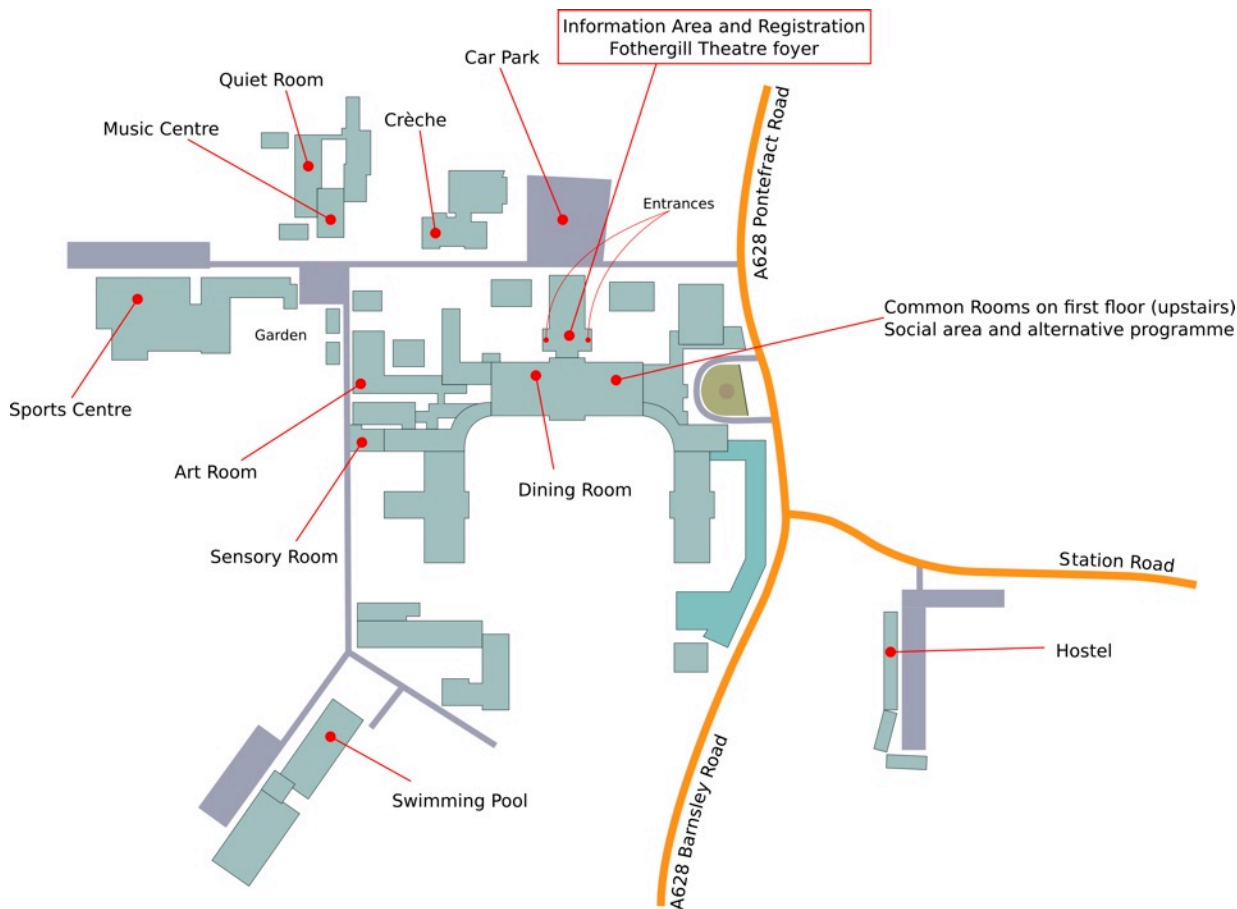 Information Area and Registration
Fothergill Theatre foyer
Car Park
Quiet Room
Crèche
Music Centre
A628 Pontefract Road
Entrances
Common Rooms on first floor (upstairs)
Social area and alternative programme
Garden
Sports Centre
Art Room
Dining Room
Sensory Room
Station Road
Hostel
Swimming Pool
A628 Barnsley Road